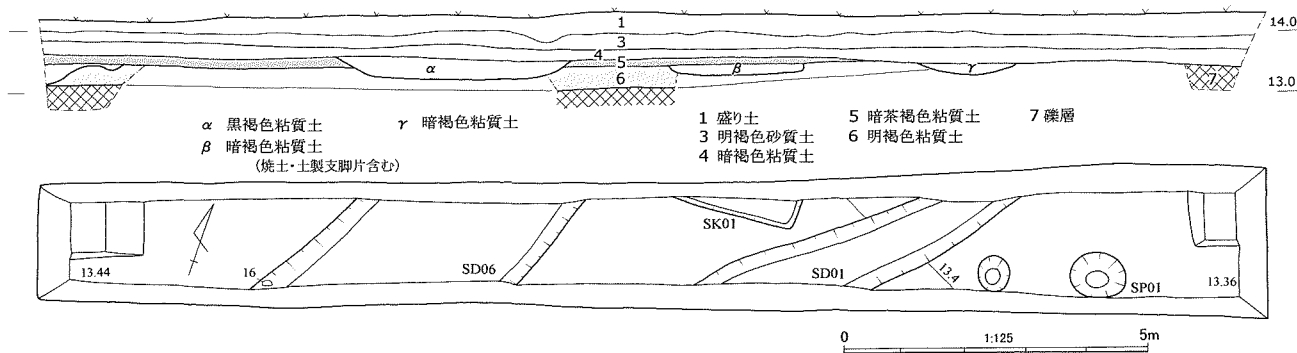 1
14.0
3
4
5
α
β
γ
6
7
13.0
α 黒褐色粘質土
γ 暗褐色粘質土
β 暗褐色粘質土
(焼土・土製支脚片含む)
1 盛り土
5 暗茶褐色粘質土
7 礫層
3 明褐色砂質土
6 明褐色粘質土
4 暗褐色粘質土
SK01
13.44
16
SD06
SD01
13.4
SP01
13.36
0
1:125
5m